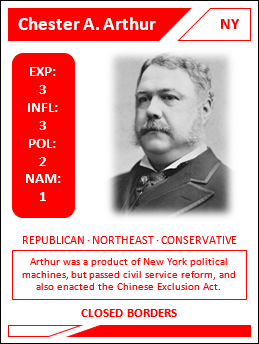 Chester A. Arthur
NY
EXP:
3
INFL:
3
POL:
2
NAM:
1
REPUBLICAN · NORTHEAST · CONSERVATIVE
Arthur was a product of New York political
machines, but passed civil service reform, and
also enacted the Chinese Exclusion Act.
CLOSED BORDERS